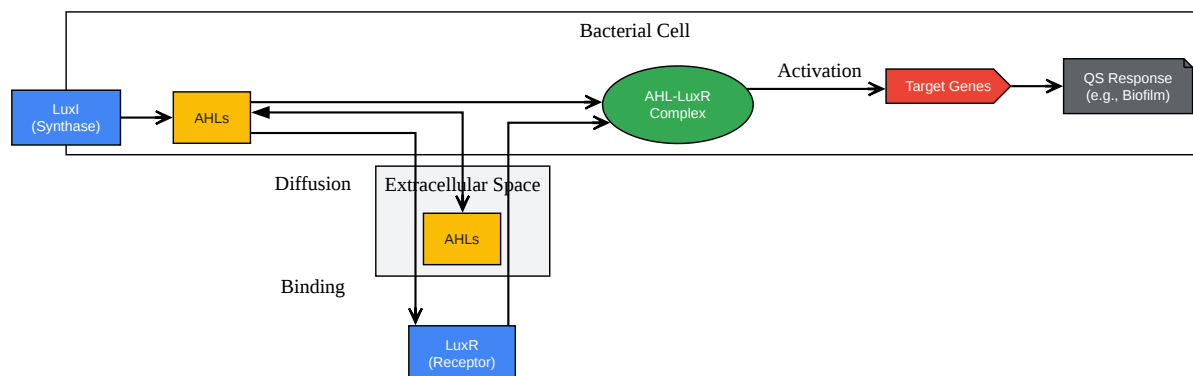 Bacterial Cell
LuxI
(Synthase)
AHLs
AHL-LuxR
Complex
Activation
Target Genes
QS Response
(e.g., Biofilm)
Diffusion
Extracellular Space
AHLs
Binding
LuxR
(Receptor)